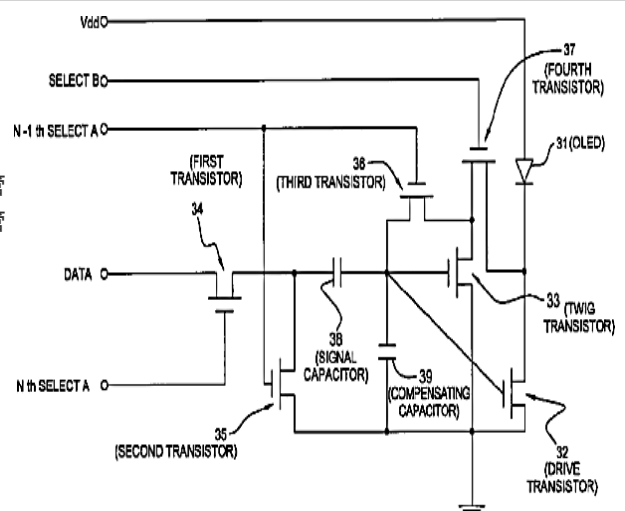 Vdd
SELECT B
N -1 th SELECT A
(FIRST
TRANSISTOR)
34
36
(THIRD TRANSISTOR)
37
(FOURTH
TRANSISTOR)
31 (OLED)
DATA
38
(SIGNAL
CAPACITOR)
33 (TWIG
TRANSISTOR)
N th SELECT A
39
(COMPENSATING
CAPACITOR)
35
(SECOND TRANSISTOR)
32
(DRIVE
TRANSISTOR)